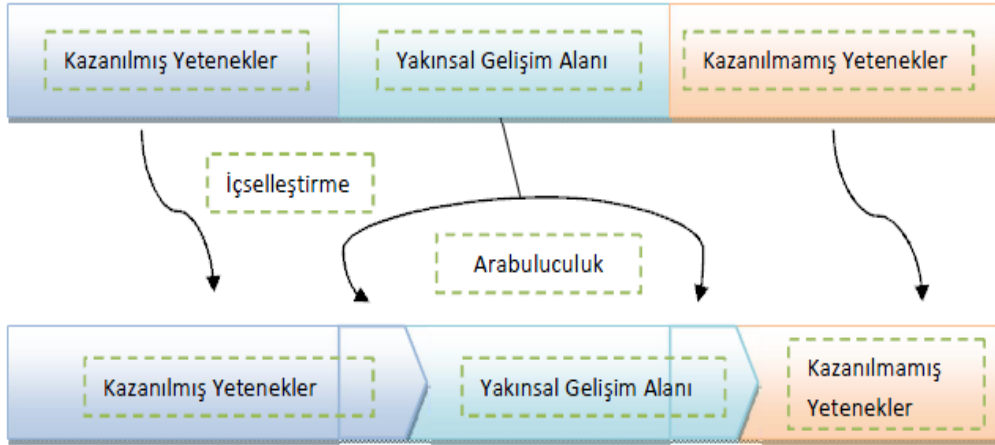 Kazanılmış Yetenekler
Yakınsal Gelişim Alanı
Kazanılmamış Yetenekler
İçselleştirme
Arabuluculuk
Kazanılmış Yetenekler
Yakınsal Gelişim Alanı
Kazanılmamış
Yetenekler